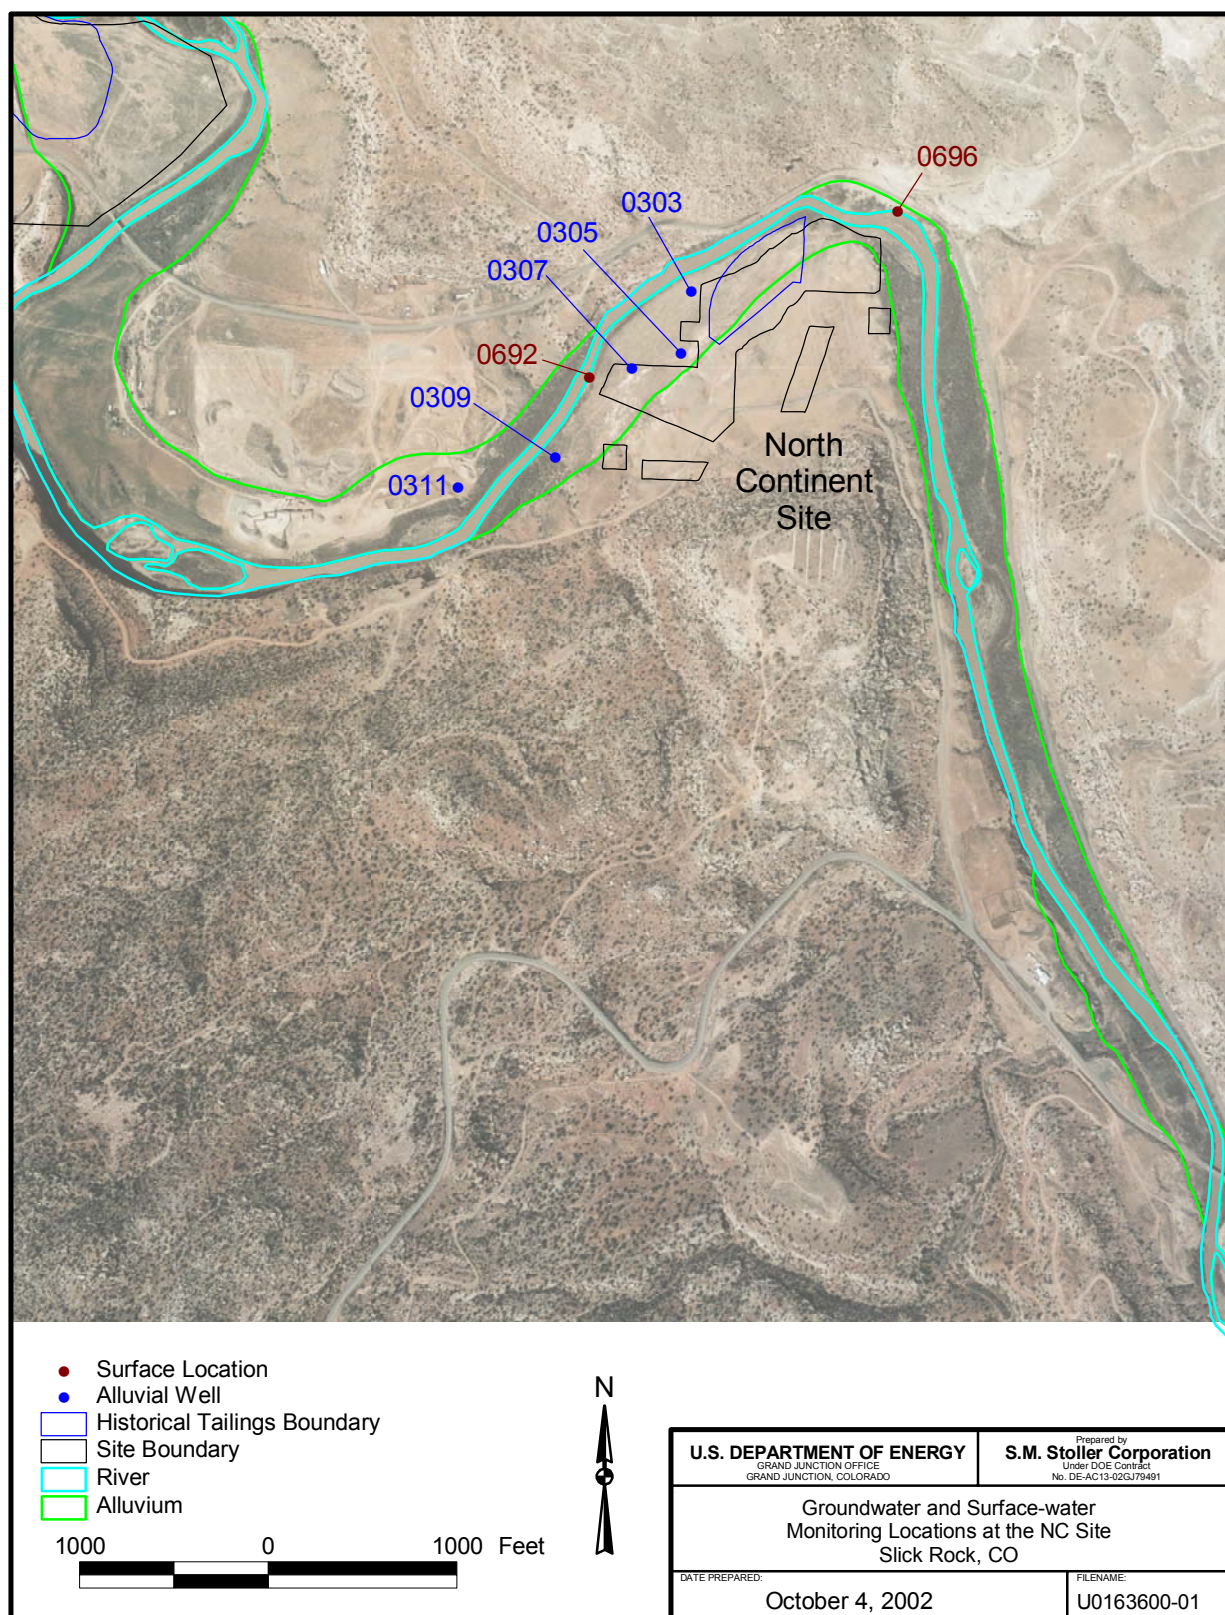 0696
0303
0305
0307
0692
0309
0311
North
Continent
Site
Surface Location
Alluvial Well
Historical Tailings Boundary
Site Boundary
River
Alluvium
1000 0 1000 Feet
N
U.S. DEPARTMENT OF ENERGY
GRAND JUNCTION OFFICE
GRAND JUNCTION, COLORADO
Prepared by
S.M. Stoller Corporation
Under DOE Contract
No. DE-AC13-02GJ79491
Groundwater and Surface-water
Monitoring Locations at the NC Site
Slick Rock, CO
DATE PREPARED:
October 4, 2002
FILENAME:
U0163600-01